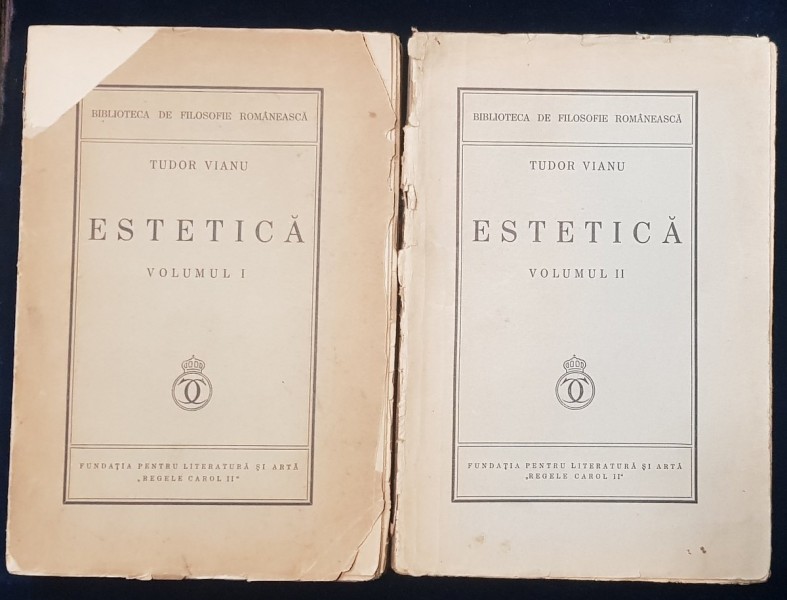 BIBLIOTECA DE FILOSOFIE ROMÂNEASCĂ
TUDOR VIANU
ESTETICĂ
VOLUMUL I
FUNDAȚIA PENTRU LITERATURĂ ȘI ARTĂ
„REGELE CAROL II“
BIBLIOTECA DE FILOSOFIE ROMÂNEASCĂ
TUDOR VIANU
ESTETICĂ
VOLUMUL II
FUNDAȚIA PENTRU LITERATURĂ ȘI ARTĂ
„REGELE CAROL II“